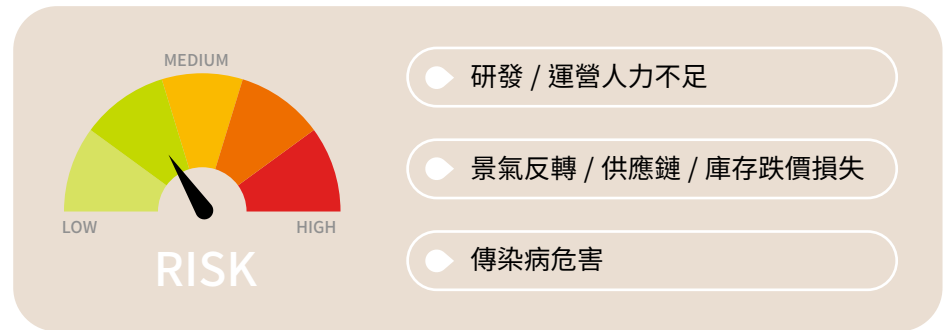 MEDIUM
LOW
HIGH
RISK
研發 / 運營人力不足
景氣反轉 / 供應鏈 / 庫存跌價損失
傳染病危害